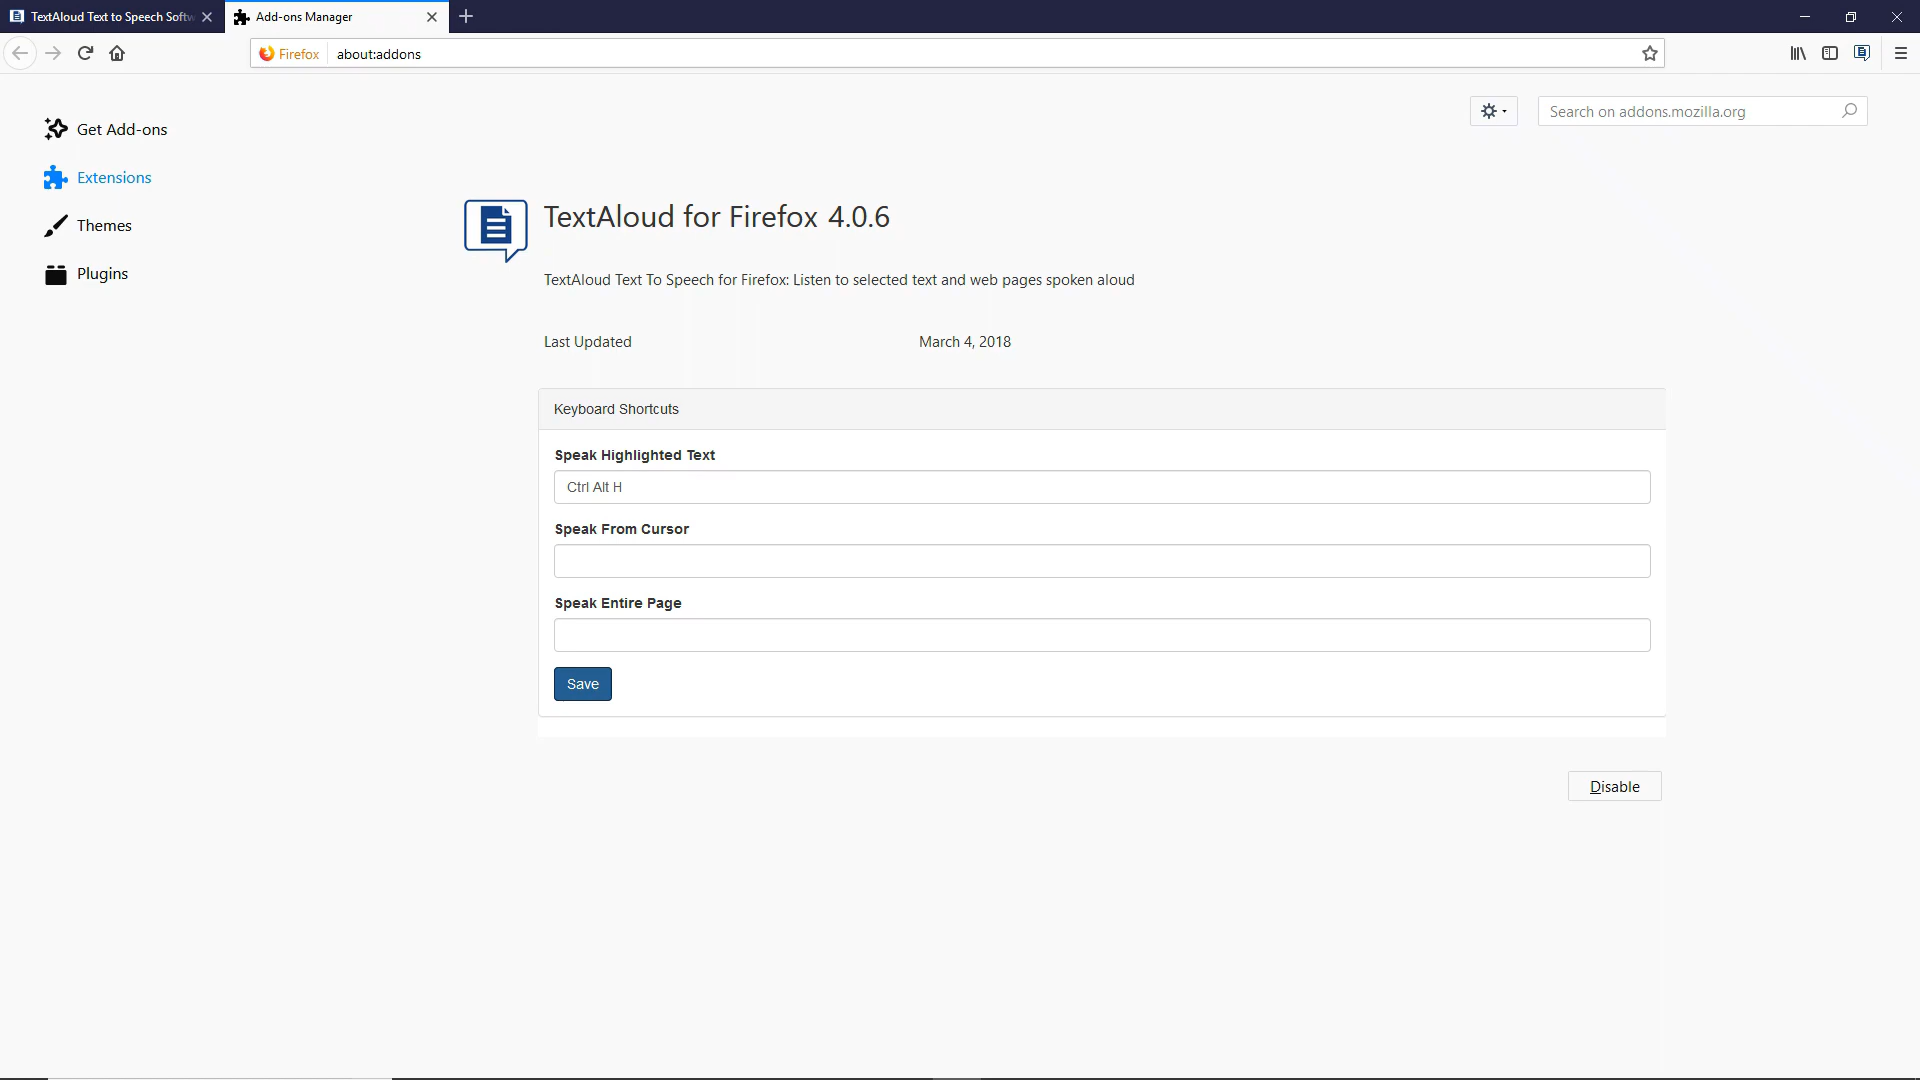 TextAloud Text to Speech Softw
Add-ons Manager
Firefox
about:addons
Search on addons.mozilla.org
Get Add-ons
Extensions
Themes
Plugins
TextAloud for Firefox 4.0.6
TextAloud Text To Speech for Firefox: Listen to selected text and web pages spoken aloud
Last Updated March 4, 2018
Keyboard Shortcuts
Speak Highlighted Text
Ctrl Alt H
Speak From Cursor
Speak Entire Page
Save
Disable